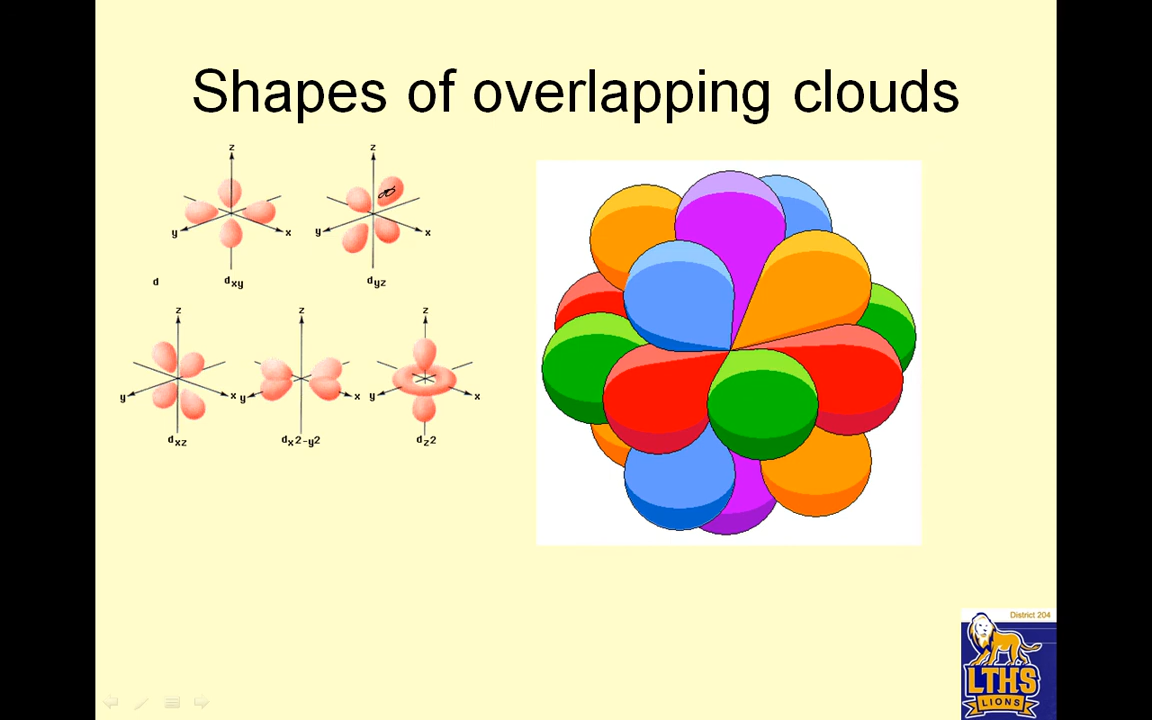 Shapes of overlapping clouds
z
z
y
x
y
x
d
dxy
dyz
z
z
z
y
x
y
x
y
x
dxz
dx2-y2
dz2
District 204
LTHS
LIONS